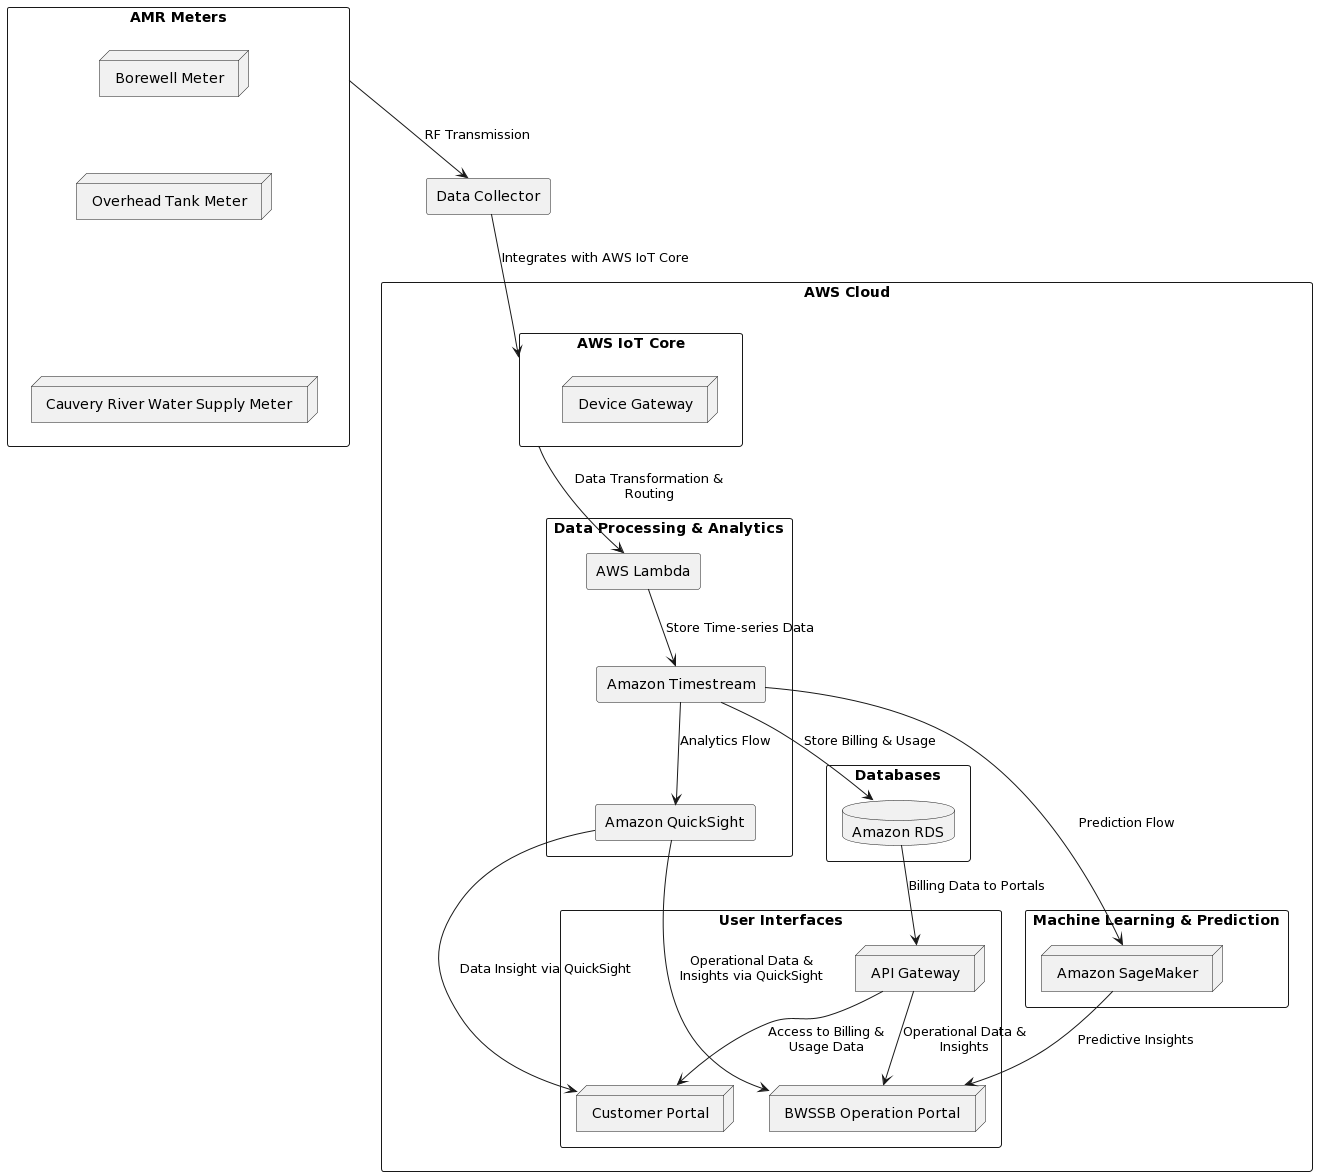 AMR Meters
Borewell Meter
RF Transmission
Overhead Tank Meter
Data Collector
Integrates with AWS IoT Core
AWS Cloud
AWS IoT Core
Cauvery River Water Supply Meter
Device Gateway
Data Transformation &
Routing
Data Processing & Analytics
AWS Lambda
Store Time-series Data
Amazon Timestream
Analytics Flow
Store Billing & Usage
Databases
Amazon QuickSight
Amazon RDS
Prediction Flow
Billing Data to Portals
User Interfaces
Machine Learning & Prediction
Data Insight via QuickSight
Operational Data &
Insights via QuickSight
API Gateway
Amazon SageMaker
Access to Billing &
Usage Data
Operational Data &
Insights
Predictive Insights
Customer Portal
BWSSB Operation Portal